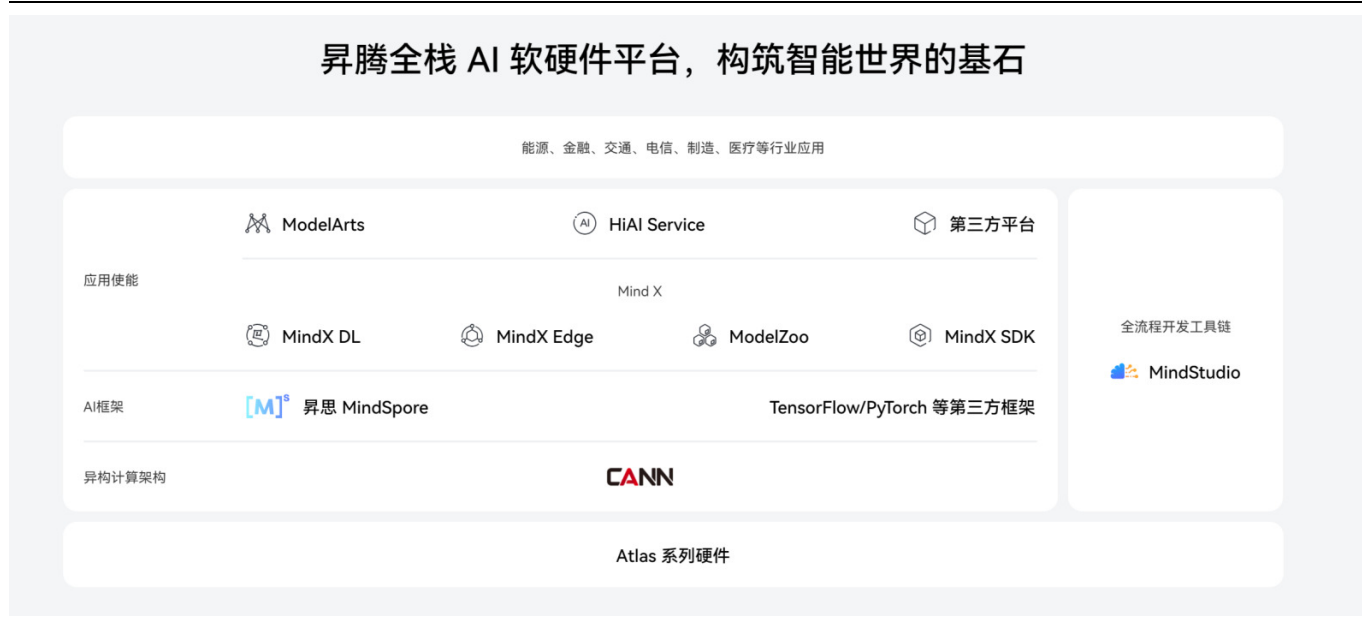 昇腾全栈 AI 软硬件平台，构筑智能世界的基石
能源、金融、交通、电信、制造、医疗等行业应用
应用使能
ModelArts
AI
HiAI Service
第三方平台
Mind X
MindX DL
MindX Edge
ModelZoo
MindX SDK
AI框架
[M]s
昇思 MindSpore
TensorFlow/PyTorch 等第三方框架
异构计算架构
CANN
全流程开发工具链
MindStudio
Atlas 系列硬件